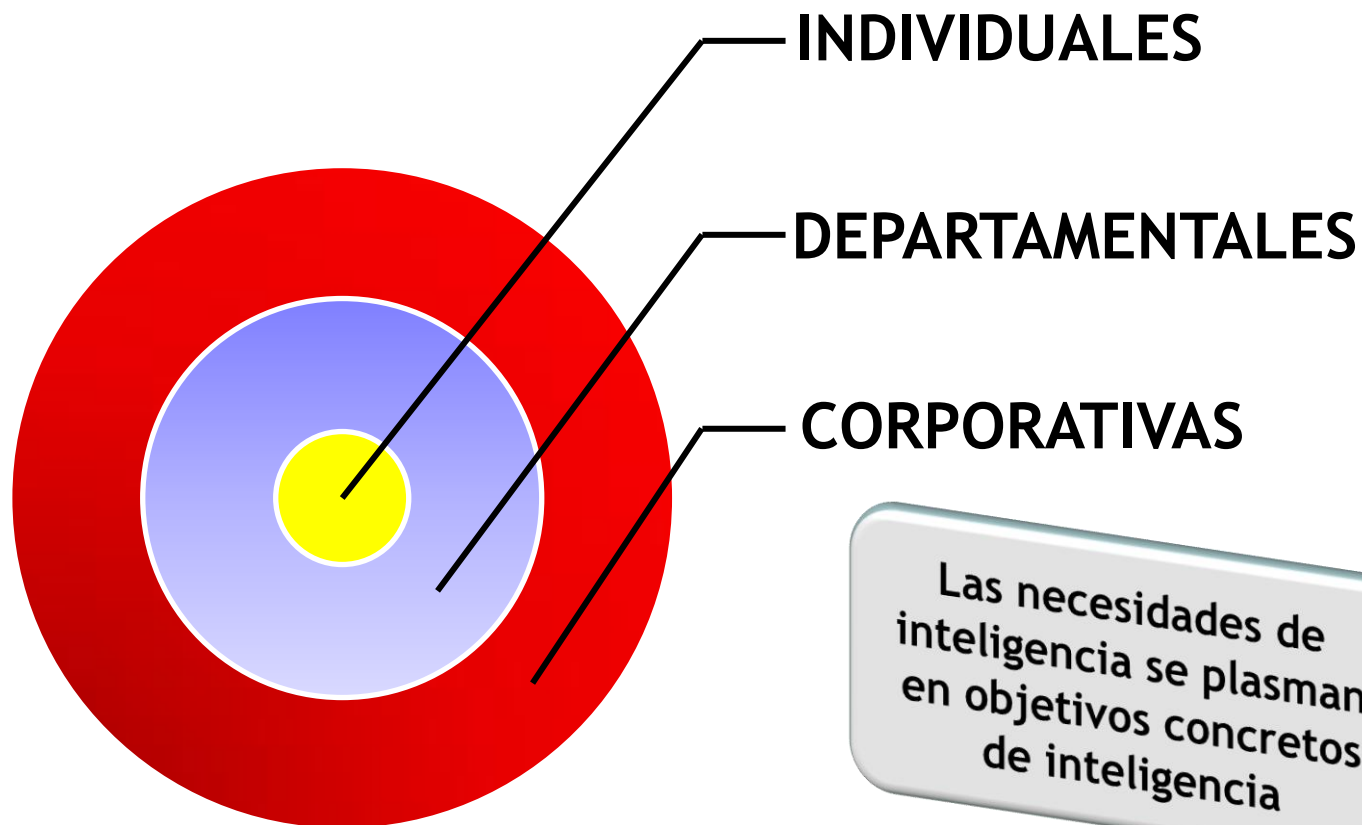 INDIVIDUALES
DEPARTAMENTALES
CORPORATIVAS
Las necesidades de
inteligencia se plasman
en objetivos concretos
de inteligencia